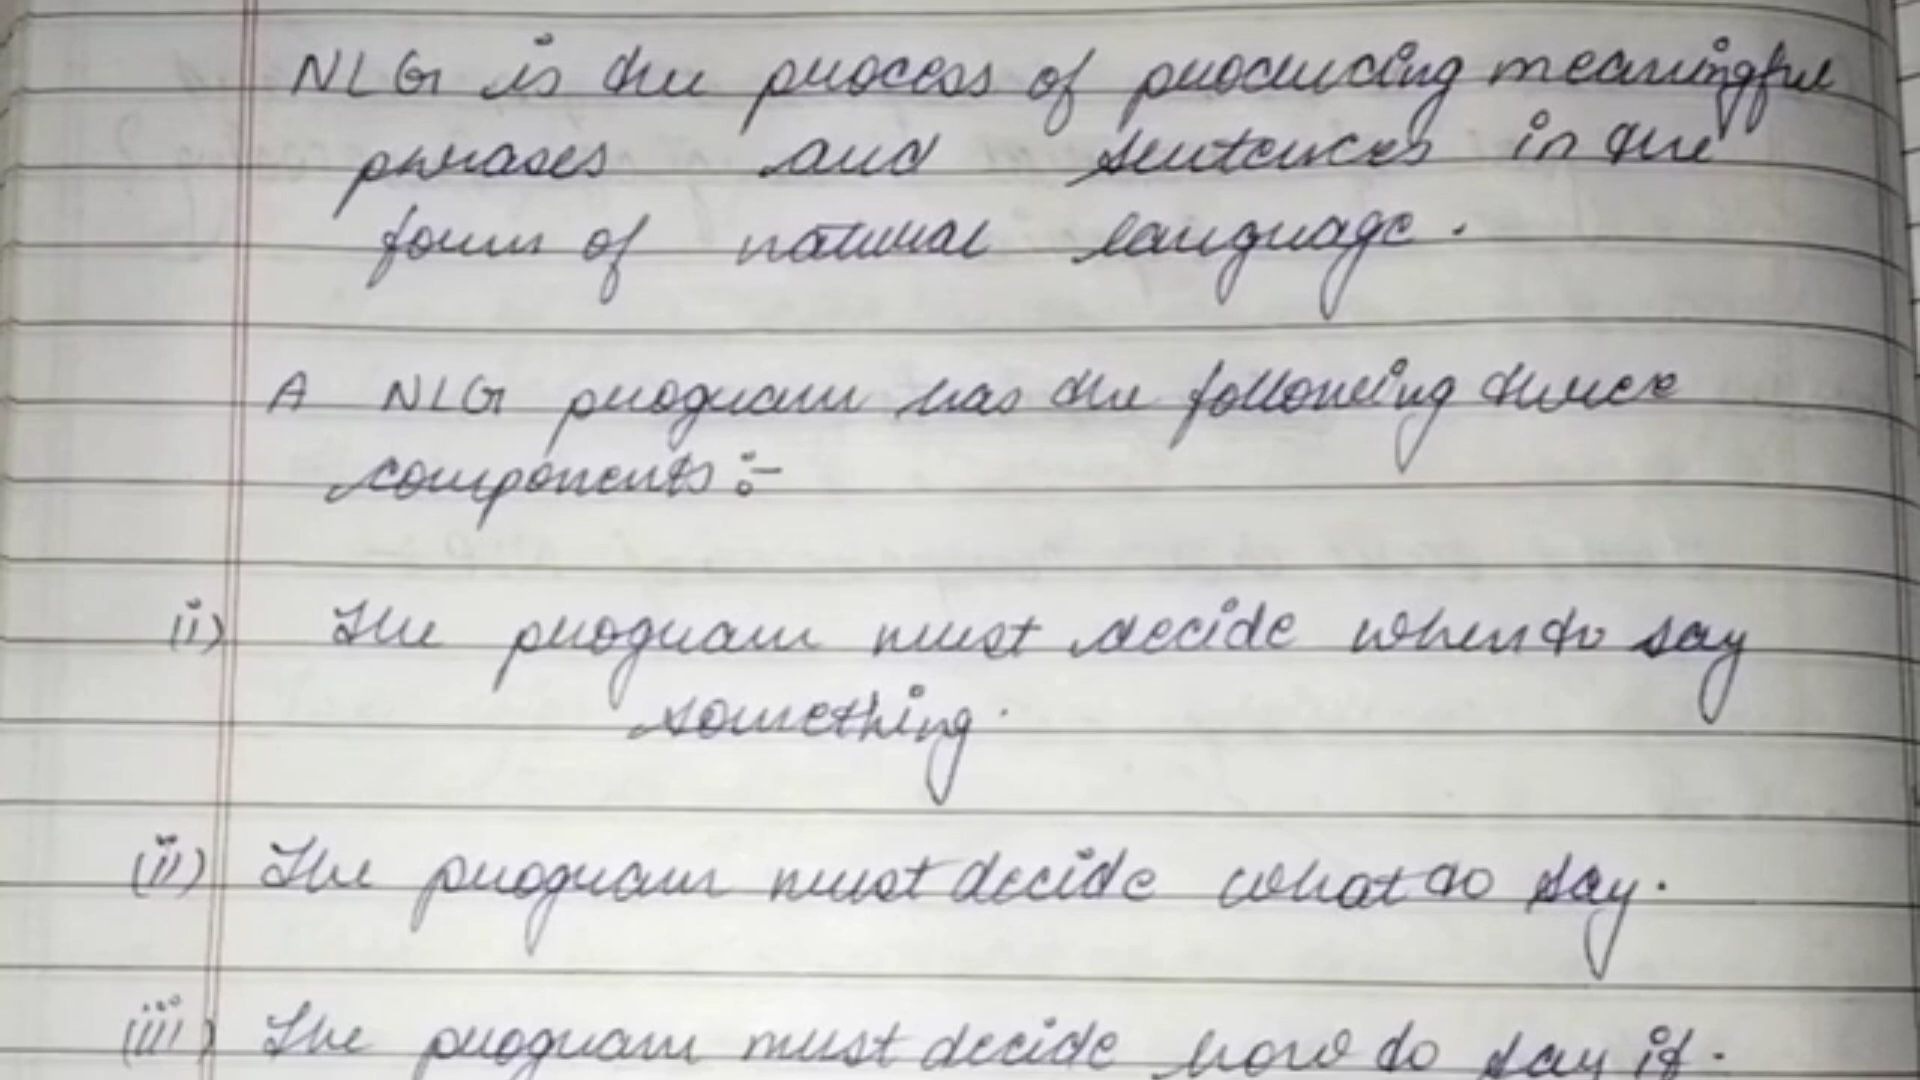 NLG is the process of producing meaningful
phrases and sentences in the
form of natural language.
A NLG program has the following three
components :-
(i) The program must decide when to say
something.
(ii) The program must decide what to say.
(iii) The program must decide how to say it.